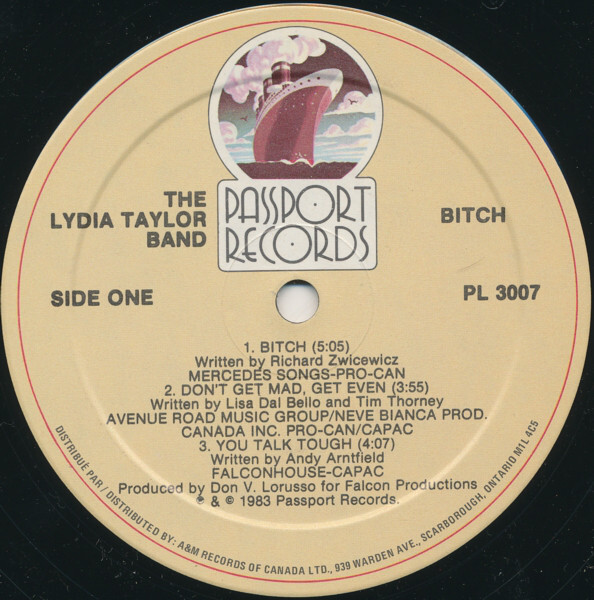 PASSPORT
RECORDS
THE
LYDIA TAYLOR
BAND
BITCH
SIDE ONE
PL 3007
1. BITCH (5:05)
Written by Richard Zwicewicz
MERCEDES SONGS-PRO-CAN
2. DON'T GET MAD, GET EVEN (3:55)
Written by Lisa Dal Bello and Tim Thorney
AVENUE ROAD MUSIC GROUP/NEVE BIANCA PROD.
CANADA INC. PRO-CAN/CAPAC
3. YOU TALK TOUGH (4:07)
Written by Andy Arntfield
FALCONHOUSE-CAPAC
Produced by Don V. Lorusso for Falcon Productions
℗ & © 1983 Passport Records.
DISTRIBUÉ PAR / DISTRIBUTED BY: A&M RECORDS OF CANADA LTD., 939 WARDEN AVE., SCARBOROUGH, ONTARIO M1L 4C5